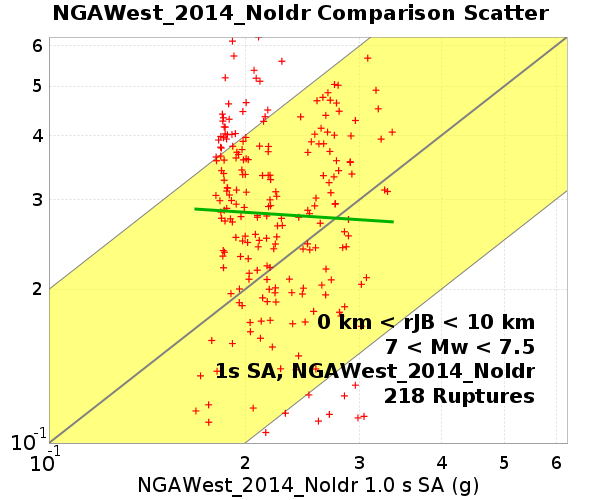 NGAWest_2014_NoIdr Comparison Scatter
6
5
4
3
2
10-1
10-1
2
3
4
5
6
0 km < rJB < 10 km
7 < Mw < 7.5
1s SA, NGAWest_2014_NoIdr
218 Ruptures
NGAWest_2014_NoIdr 1.0 s SA (g)